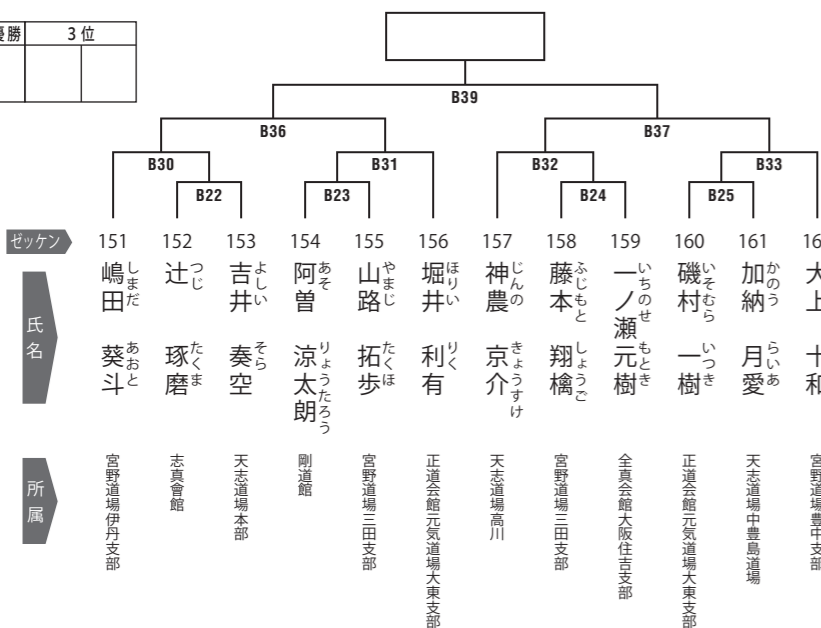 優勝 3位
B39
B36 B37
B30 B31 B32 B33
B22 B23 B24 B25
ゼッケン 151 152 153 154 155 156 157 158 159 160 161
氏名
嶋田 葵斗
しまだ あおと
辻 琢磨
つじ たくま
吉井 奏空
よしい そら
阿曽 涼太朗
あそ りょうたろう
山路 拓歩
やまじ たくほ
堀井 利有
ほりい りく
神農 京介
じんの きょうすけ
藤本 翔檎
ふじもと しょうご
一ノ瀬 元樹
いちのせ もとき
磯村 一樹
いそむら いつき
加納 月愛
かのう らいあ
大上 十和
所属
宮野道場伊丹支部
志真會館
天志道場本部
剛道館
宮野道場三田支部
正道会館元気道場大東支部
天志道場高川
宮野道場三田支部
全真会館大阪住吉支部
正道会館元気道場大東支部
天志道場中豊島道場
宮野道場豊中支部